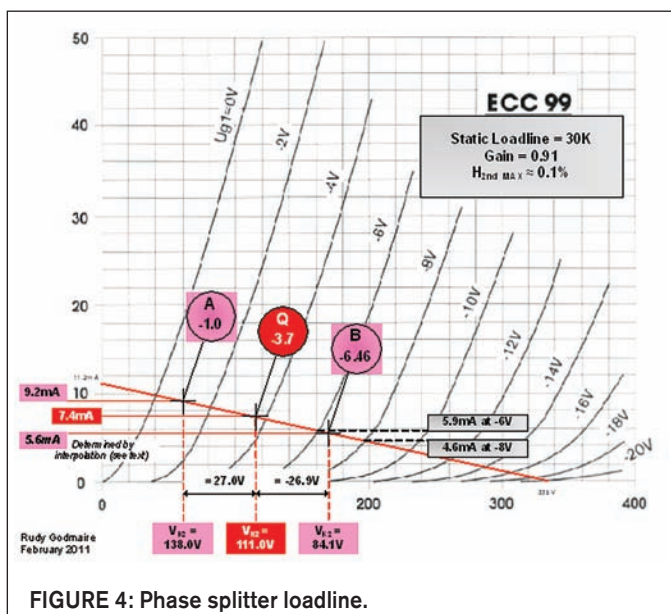 50
40
30
20
10
0
Ug1=0V
-2V
-4V
-6V
-8V
-10V
-12V
-14V
-16V
-18V
-20V
ECC 99
Static Loadline = 30K
Gain = 0.91
H2nd MAX ≈ 0.1%
A
-1.0
Q
-3.7
B
-6.46
11.2mA
9.2mA
7.4mA
5.6mA
Determined by
interpolation (see text)
5.9mA at -6V
4.6mA at -8V
= 27.0V
= -26.9V
0
200
300
400
VK2 =
138.0V
VK2 =
111.0V
VK2 =
84.1V
Rudy Godmaire
February 2011
FIGURE 4: Phase splitter loadline.